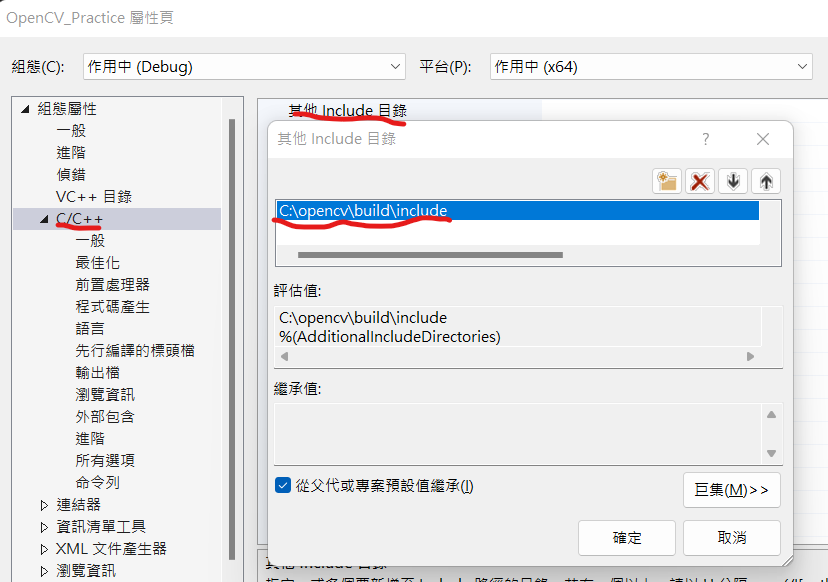 OpenCV_Practice 屬性頁
組態(C): 作用中 (Debug) 平台(P): 作用中 (x64)
組態屬性
一般
進階
偵錯
VC++ 目錄
C/C++
一般
最佳化
前置處理器
程式碼產生
語言
先行編譯的標頭檔
輸出檔
瀏覽資訊
外部包含
進階
所有選項
命令列
連結器
資訊清單工具
XML 文件產生器
瀏覽資訊
其他 Include 目錄
其他 Include 目錄
C:\opencv\build\include
評估值:
C:\opencv\build\include
%(AdditionalIncludeDirectories)
繼承值:
從父代或專案預設值繼承(I)
巨集(M)>>
確定 取消
其他 Include 目錄